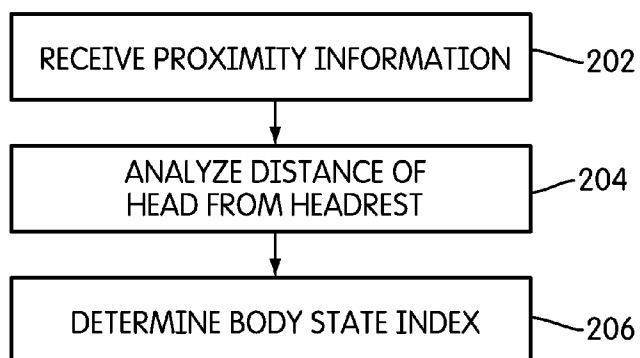 RECEIVE PROXIMITY INFORMATION
202
ANALYZE DISTANCE OF
HEAD FROM HEADREST
204
DETERMINE BODY STATE INDEX
206